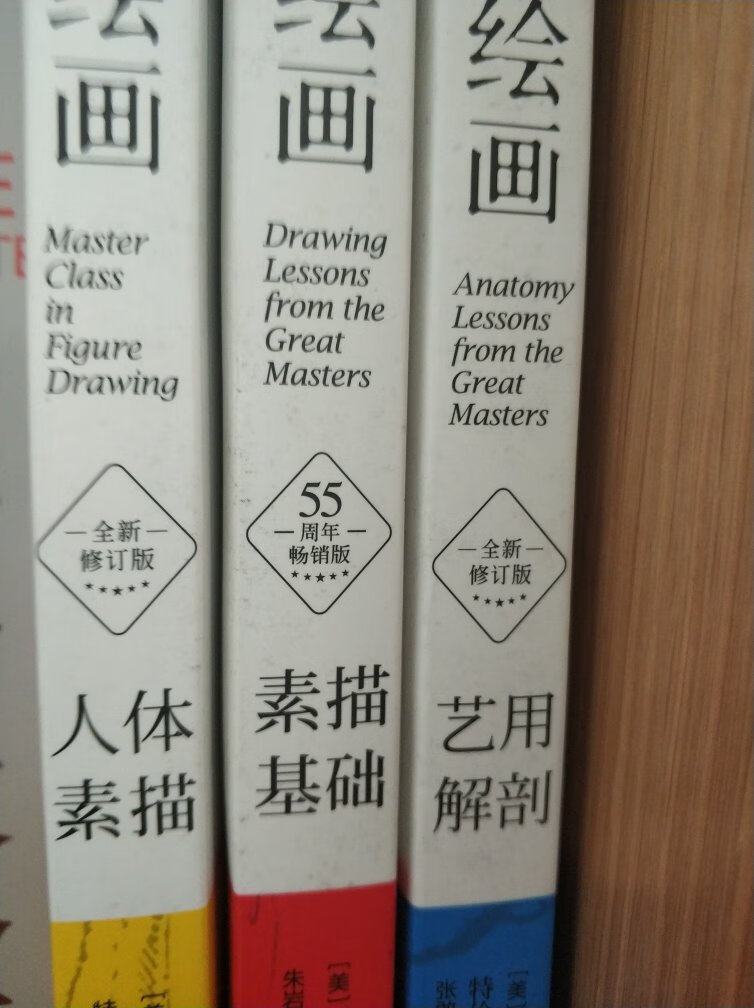 绘画
Master
Class
in
Figure
Drawing
全新
修订版
人体
素描
绘画
Drawing
Lessons
from the
Great
Masters
55
周年
畅销版
素描
基础
[美]
朱岩
绘画
Anatomy
Lessons
from the
Great
Masters
全新
修订版
艺用
解剖
[美]